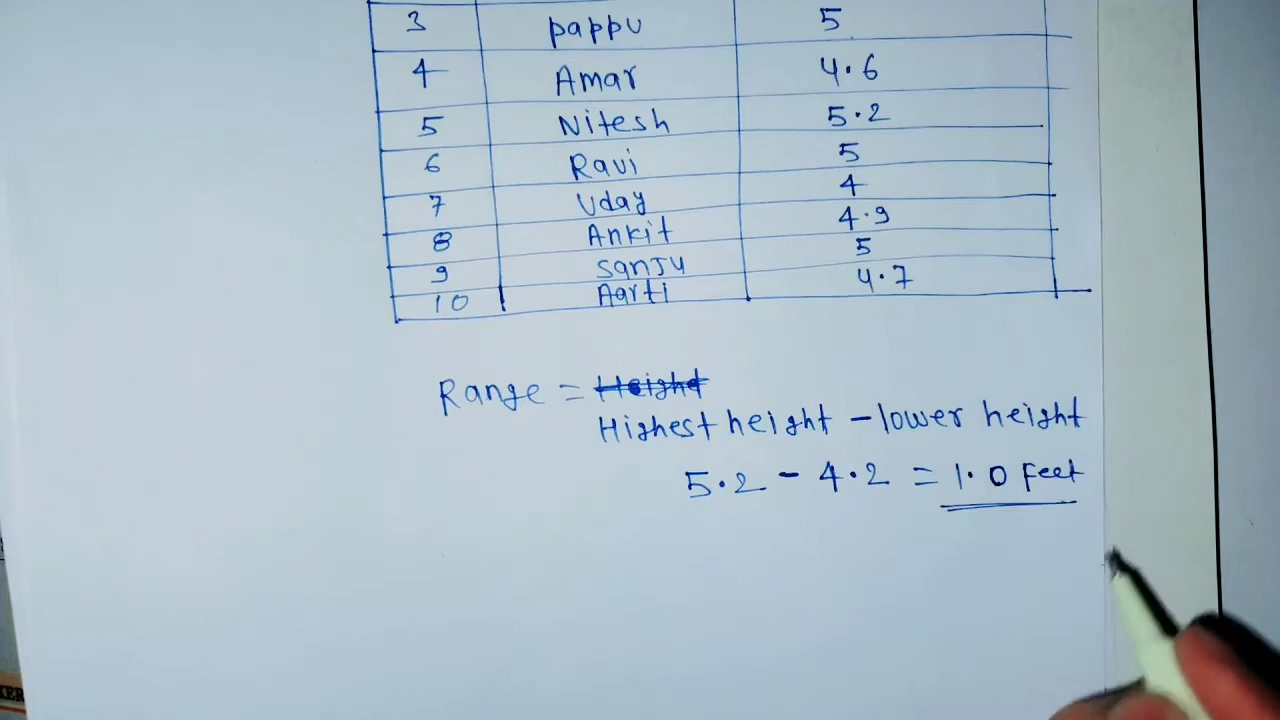 3 pappu 5
4 Amar 4.6
5 Nitesh 5.2
6 Ravi 5
7 Uday 4
8 Ankit 4.9
9 Sanju 5
10 Aarti 4.7
Range = Height
Highest height - lower height
5.2 - 4.2 = 1.0 Feet